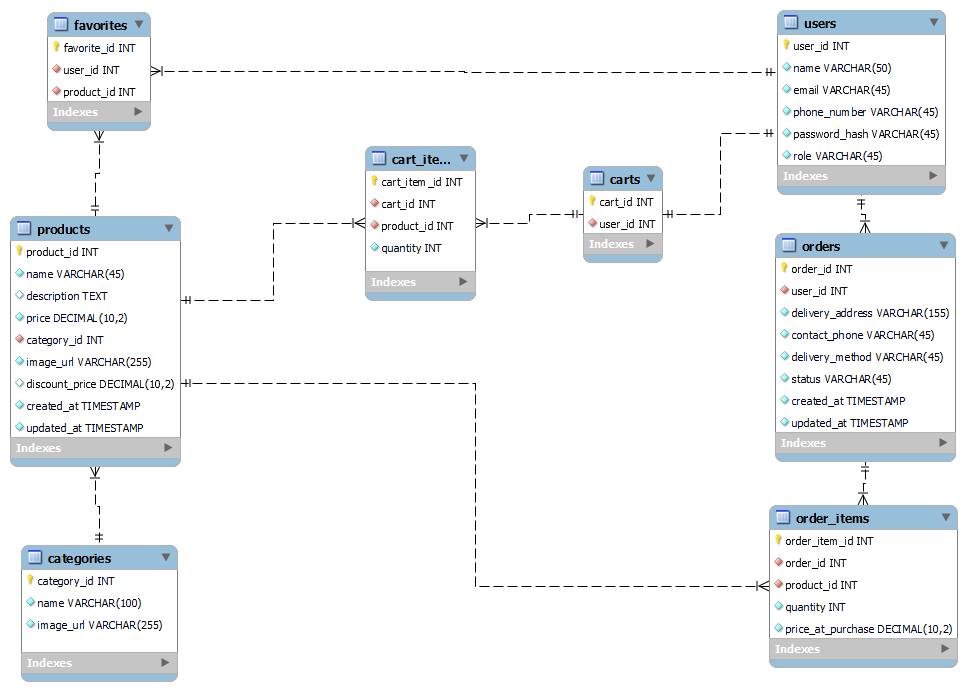 favorites
favorite_id INT
user_id INT
product_id INT
Indexes
users
user_id INT
name VARCHAR(50)
email VARCHAR(45)
phone_number VARCHAR(45)
password_hash VARCHAR(45)
role VARCHAR(45)
Indexes
cart_ite...
cart_item_id INT
cart_id INT
product_id INT
quantity INT
Indexes
carts
cart_id INT
user_id INT
Indexes
products
product_id INT
name VARCHAR(45)
description TEXT
price DECIMAL(10,2)
category_id INT
image_url VARCHAR(255)
discount_price DECIMAL(10,2)
created_at TIMESTAMP
updated_at TIMESTAMP
Indexes
orders
order_id INT
user_id INT
delivery_address VARCHAR(155)
contact_phone VARCHAR(45)
delivery_method VARCHAR(45)
status VARCHAR(45)
created_at TIMESTAMP
updated_at TIMESTAMP
Indexes
categories
category_id INT
name VARCHAR(100)
image_url VARCHAR(255)
Indexes
order_items
order_item_id INT
order_id INT
product_id INT
quantity INT
price_at_purchase DECIMAL(10,2)
Indexes